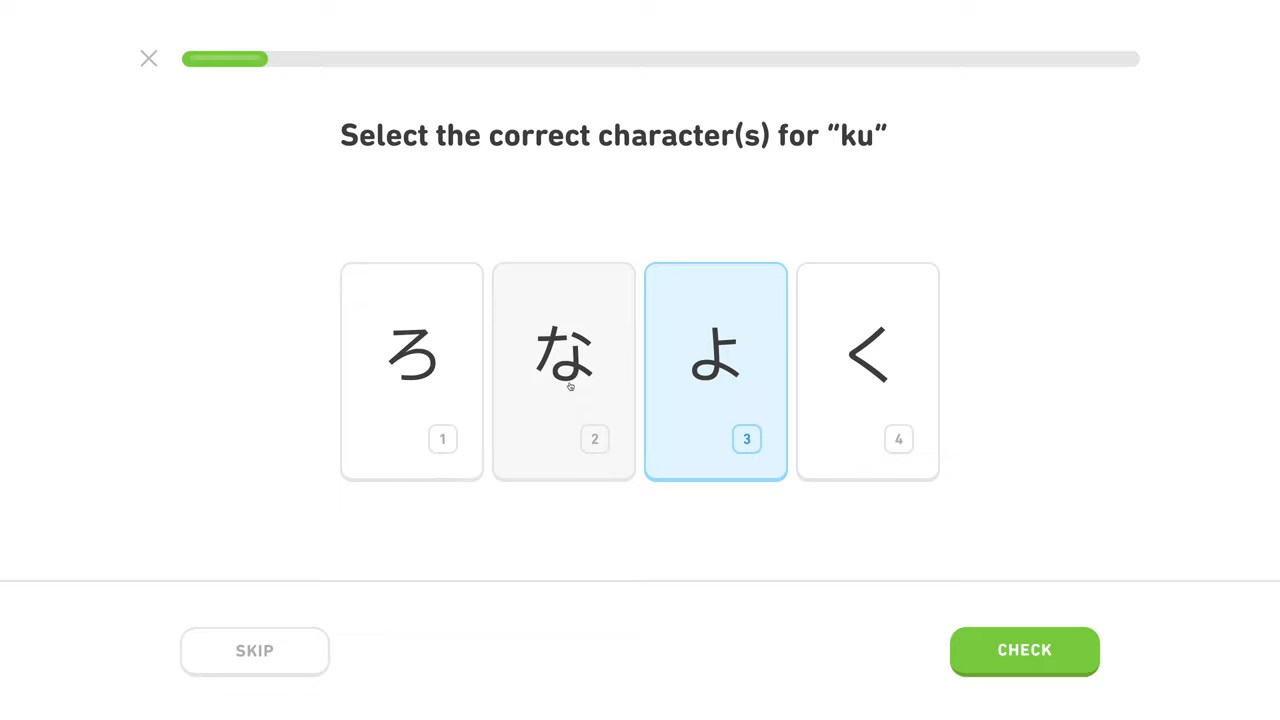 Select the correct character(s) for “ku”
ろ
1
な
2
よ
3
く
4
SKIP
CHECK